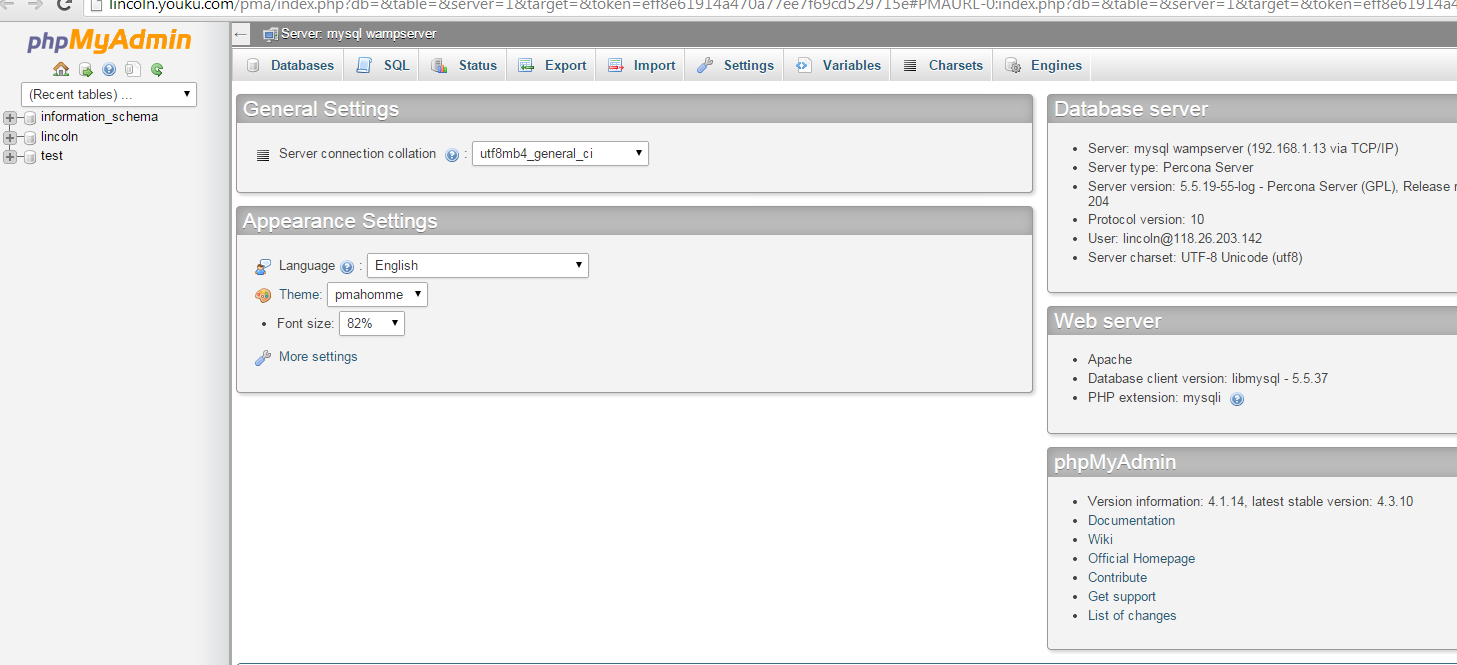 lincoln.youku.com/pma/index.php?db=&table=&server=1&target=&token=eff8e61914a470a77ee7f69cd529715e#PMAURL-0:index.php?db=&table=&server=1&target=&token=eff8e61914a4
phpMyAdmin
(Recent tables) ...
information_schema
lincoln
test
Server: mysql wampserver
Databases SQL Status Export Import Settings Variables Charsets Engines
General Settings
Server connection collation : utf8mb4_general_ci
Appearance Settings
Language : English
Theme: pmahomme
Font size: 82%
More settings
Database server
Server: mysql wampserver (192.168.1.13 via TCP/IP)
Server type: Percona Server
Server version: 5.5.19-55-log - Percona Server (GPL), Release
204
Protocol version: 10
User: lincoln@118.26.203.142
Server charset: UTF-8 Unicode (utf8)
Web server
Apache
Database client version: libmysql - 5.5.37
PHP extension: mysqli
phpMyAdmin
Version information: 4.1.14, latest stable version: 4.3.10
Documentation
Wiki
Official Homepage
Contribute
Get support
List of changes